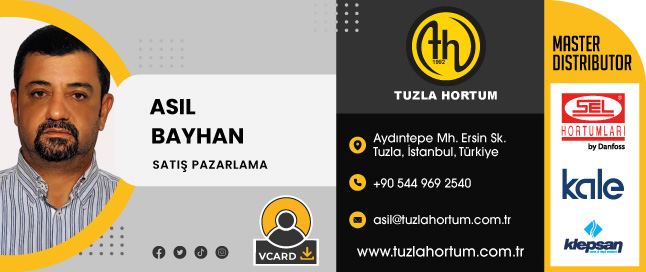 ASIL
BAYHAN
SATIŞ PAZARLAMA
VCARD
1992
TUZLA HORTUM
Aydıntepe Mh. Ersin Sk.
Tuzla, İstanbul, Türkiye
+90 544 969 2540
asil@tuzlahortum.com.tr
www.tuzlahortum.com.tr
MASTER
DISTRIBUTOR
SEL
HORTUMLARI
by Danfoss
kale
klepsan